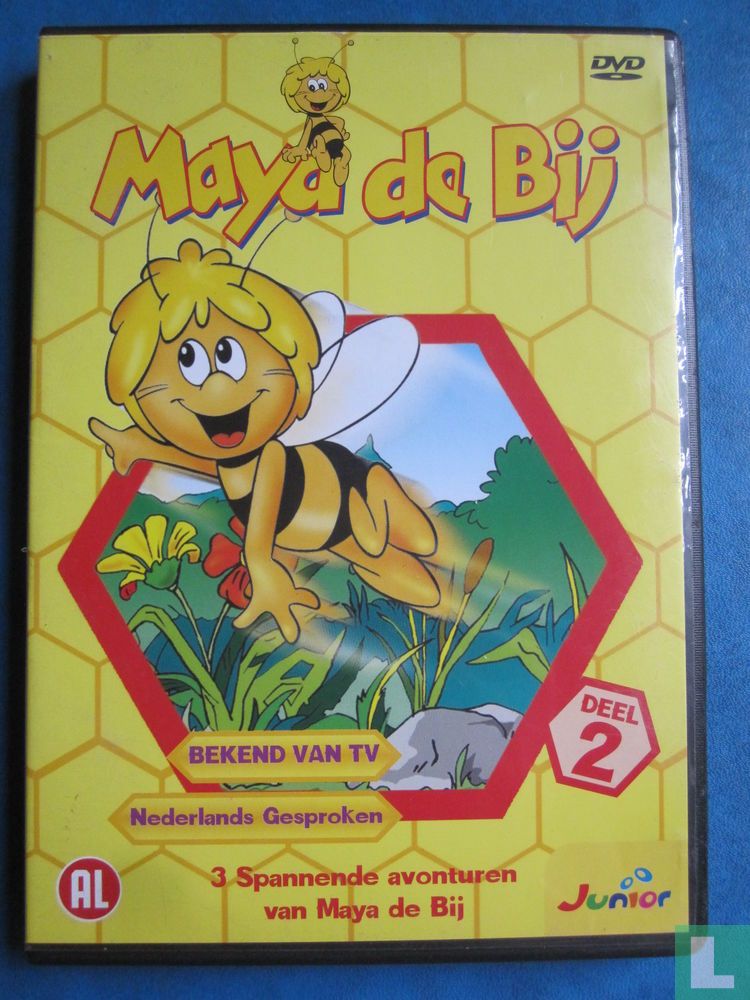 DVD
Maya de Bij
DEEL
2
BEKEND VAN TV
Nederlands Gesproken
3 Spannende avonturen
van Maya de Bij
AL
Junior
L